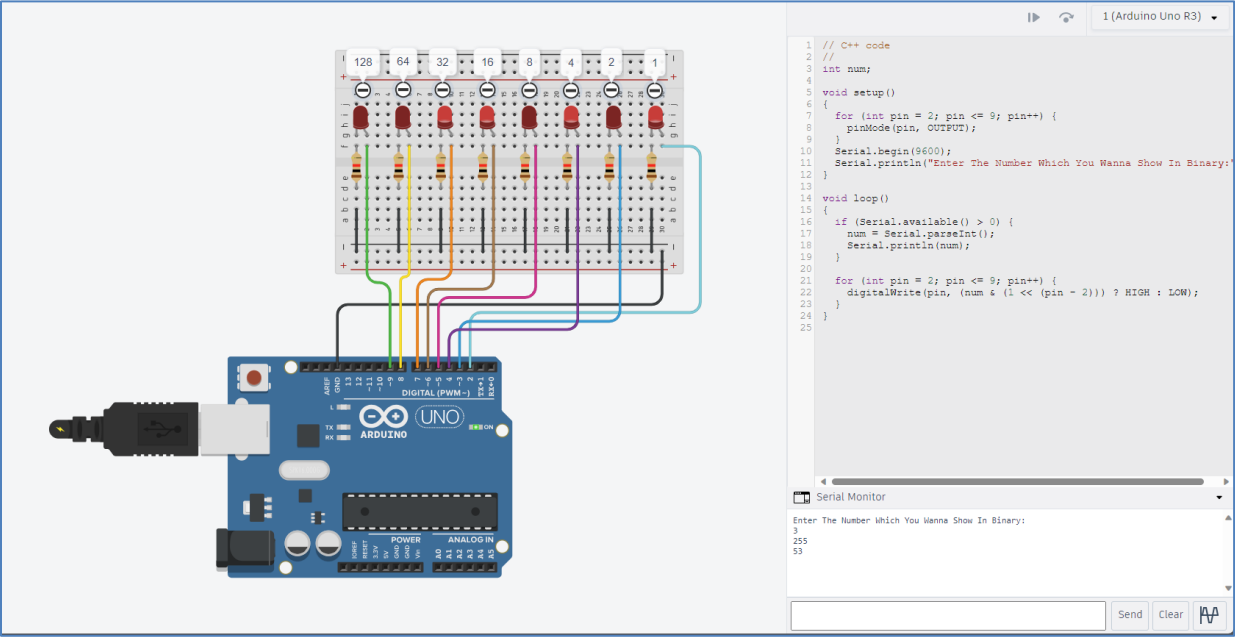 1 (Arduino Uno R3)
128 64 32 16 8 4 2 1
1 // C++ code
2 //
3 int num;
4
5 void setup()
6 {
7 for (int pin = 2; pin <= 9; pin++) {
8 pinMode(pin, OUTPUT);
9 }
10 Serial.begin(9600);
11 Serial.println("Enter The Number Which You Wanna Show In Binary:"
12 }
13
14 void loop()
15 {
16 if (Serial.available() > 0) {
17 num = Serial.parseInt();
18 Serial.println(num);
19 }
20
21 for (int pin = 2; pin <= 9; pin++) {
22 digitalWrite(pin, (num & (1 << (pin - 2))) ? HIGH : LOW);
23 }
24 }
25
AREF
GND
13
12
~11
~10
~9
8
7
~6
~5
4
~3
2
TX→1
RX←0
DIGITAL (PWM~)
L
TX
RX
ARDUINO
UNO
ON
POWER
ANALOG IN
IOREF
RESET
3.3V
5V
GND
GND
Vin
A0
A1
A2
A3
A4
A5
Serial Monitor
Enter The Number Which You Wanna Show In Binary:
3
255
53
Send
Clear